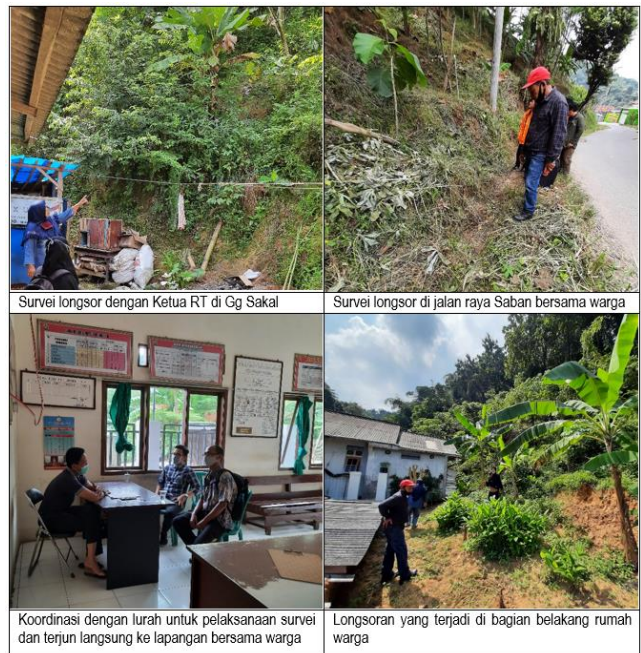 Survei longsor dengan Ketua RT di Gg Sakal
Survei longsor di jalan raya Saban bersama warga
Koordinasi dengan lurah untuk pelaksanaan survei
dan terjun langsung ke lapangan bersama warga
Longsoran yang terjadi di bagian belakang rumah
warga